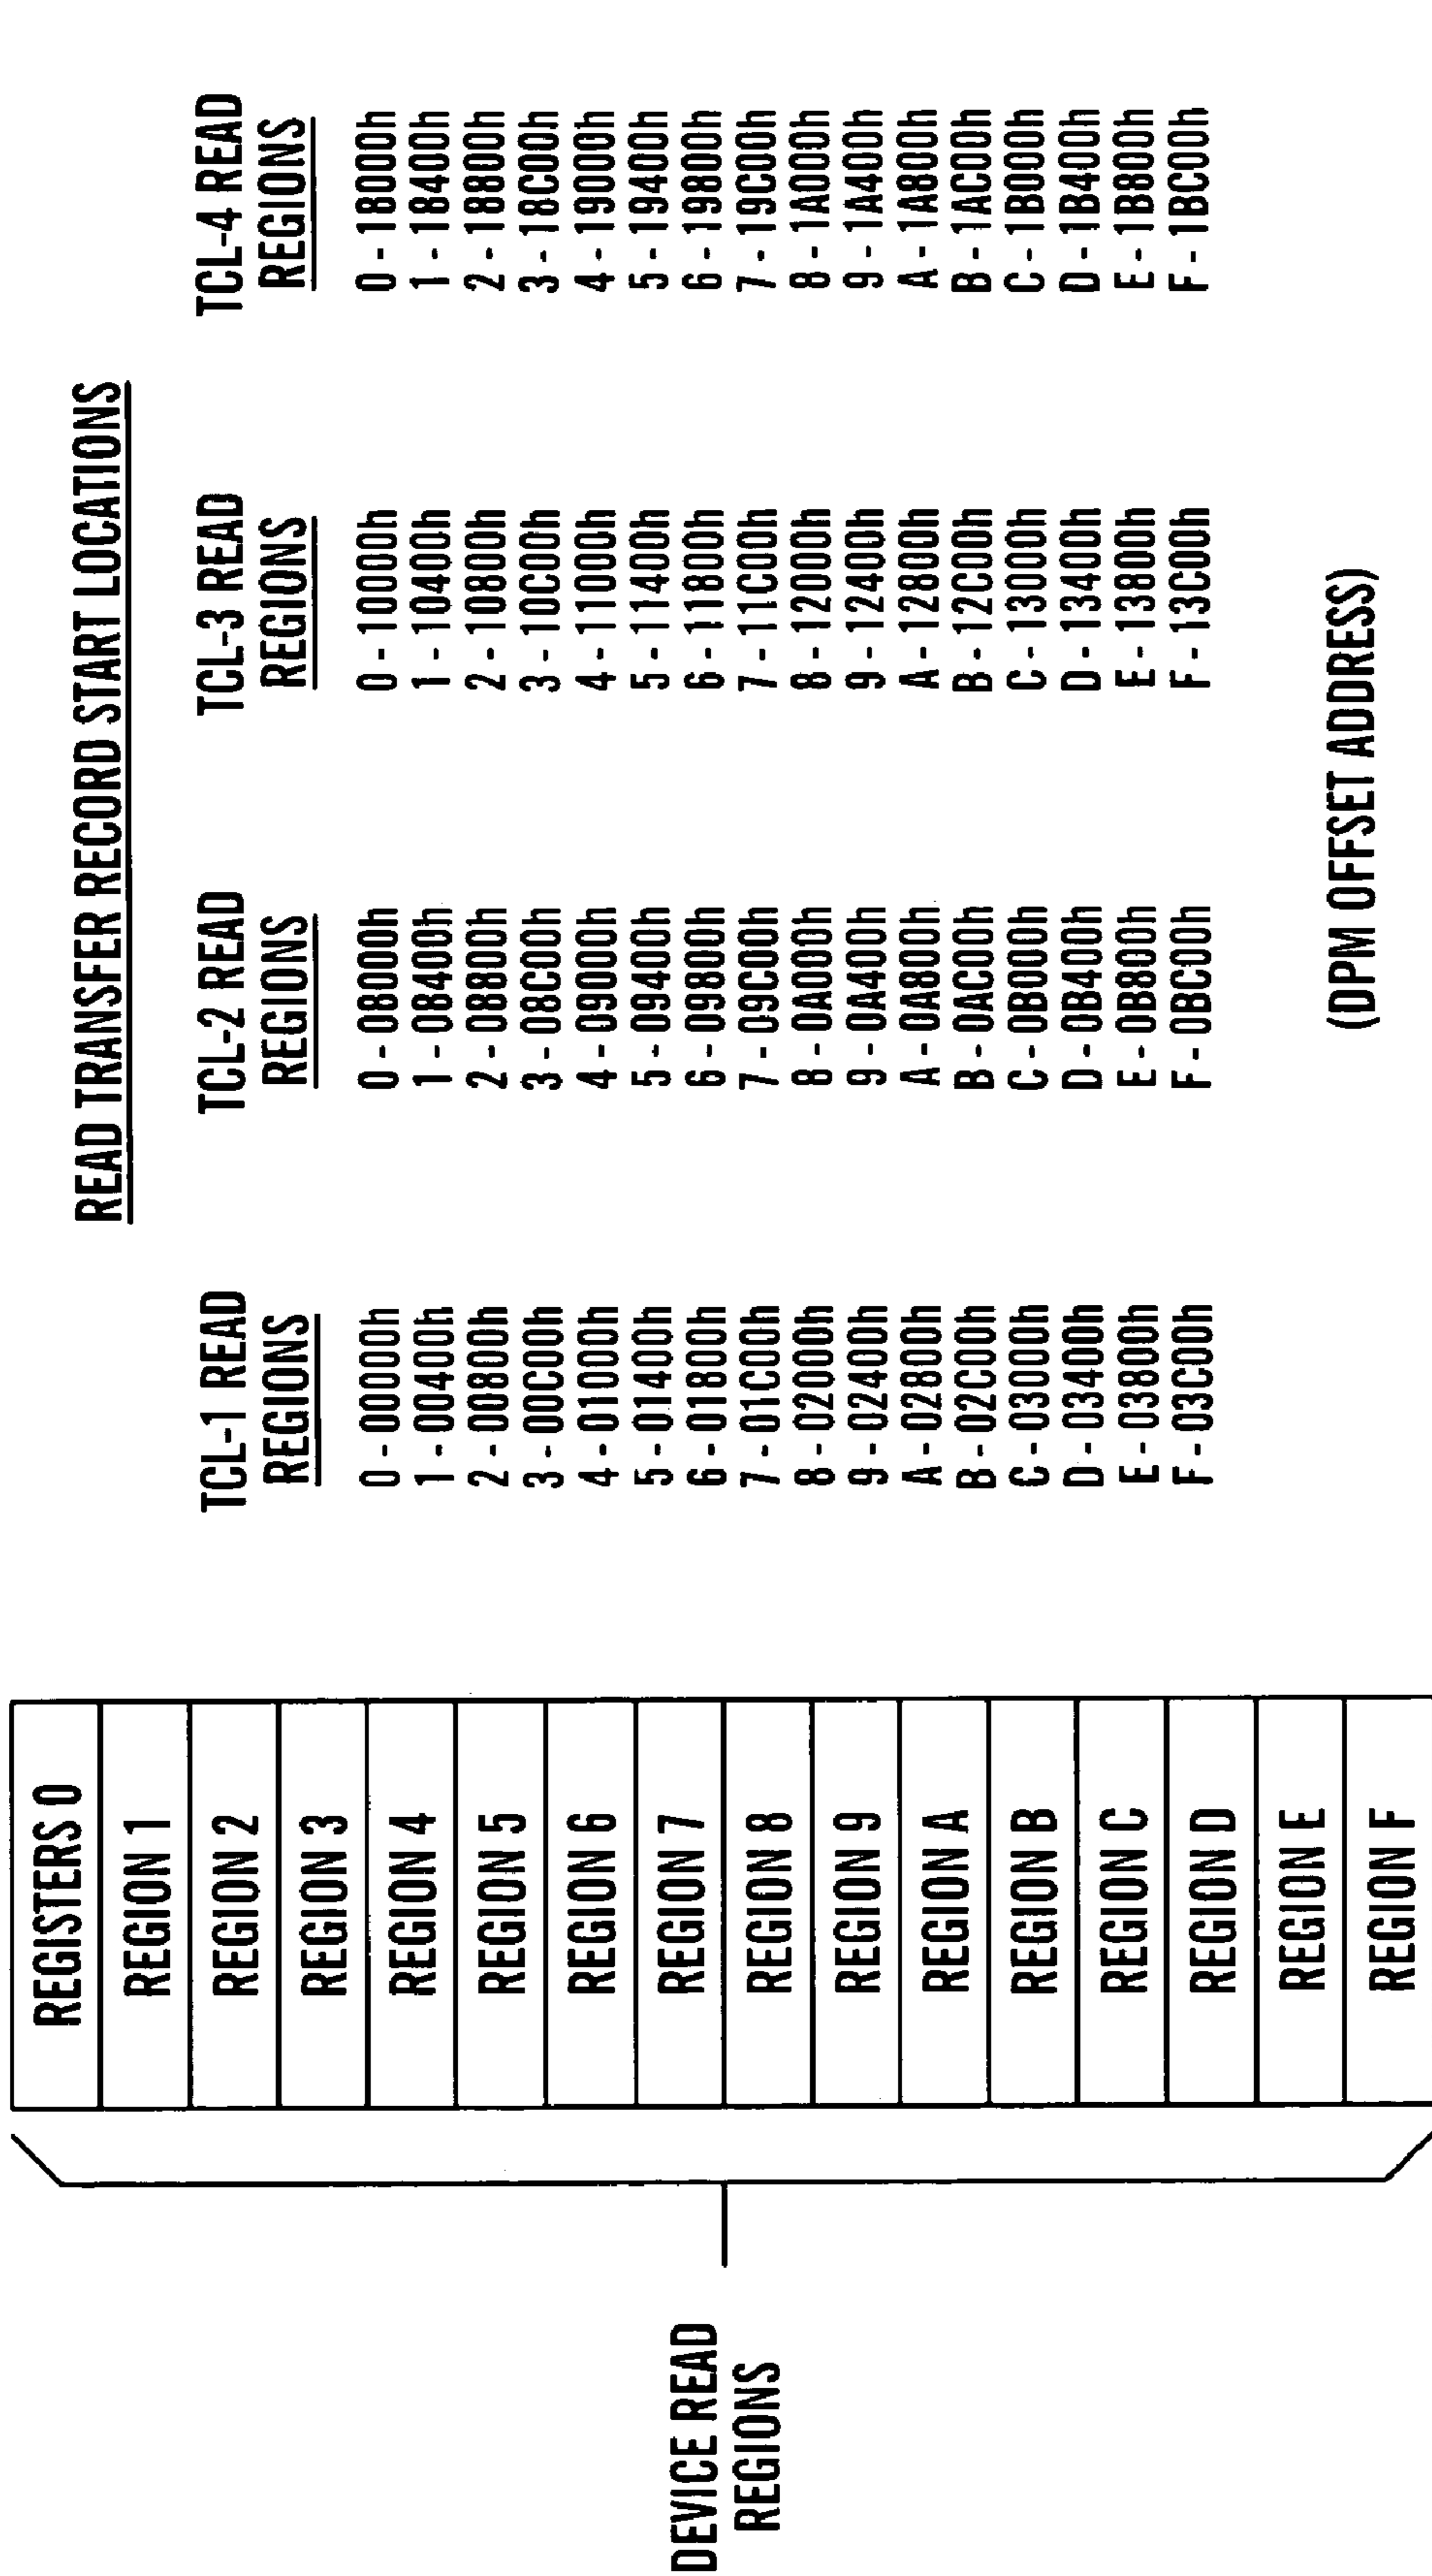 DEVICE READ
REGIONS
REGISTERS 0
REGION 1
REGION 2
REGION 3
REGION 4
REGION 5
REGION 6
REGION 7
REGION 8
REGION 9
REGION A
REGION B
REGION C
REGION D
REGION E
REGION F
READ TRANSFER RECORD START LOCATIONS
TCL-1 READ
REGIONS
0 - 00000h
1 - 00400h
2 - 00800h
3 - 00C00h
4 - 01000h
5 - 01400h
6 - 01800h
7 - 01C00h
8 - 02000h
9 - 02400h
A - 02800h
B - 02C00h
C - 03000h
D - 03400h
E - 03800h
F - 03C00h
TCL-2 READ
REGIONS
0 - 08000h
1 - 08400h
2 - 08800h
3 - 08C00h
4 - 09000h
5 - 09400h
6 - 09800h
7 - 09C00h
8 - 0A000h
9 - 0A400h
A - 0A800h
B - 0AC00h
C - 0B000h
D - 0B400h
E - 0B800h
F - 0BC00h
TCL-3 READ
REGIONS
0 - 10000h
1 - 10400h
2 - 10800h
3 - 10C00h
4 - 11000h
5 - 11400h
6 - 11800h
7 - 11C00h
8 - 12000h
9 - 12400h
A - 12800h
B - 12C00h
C - 13000h
D - 13400h
E - 13800h
F - 13C00h
TCL-4 READ
REGIONS
0 - 18000h
1 - 18400h
2 - 18800h
3 - 18C00h
4 - 19000h
5 - 19400h
6 - 19800h
7 - 19C00h
8 - 1A000h
9 - 1A400h
A - 1A800h
B - 1AC00h
C - 1B000h
D - 1B400h
E - 1B800h
F - 1BC00h
(DPM OFFSET ADDRESS)